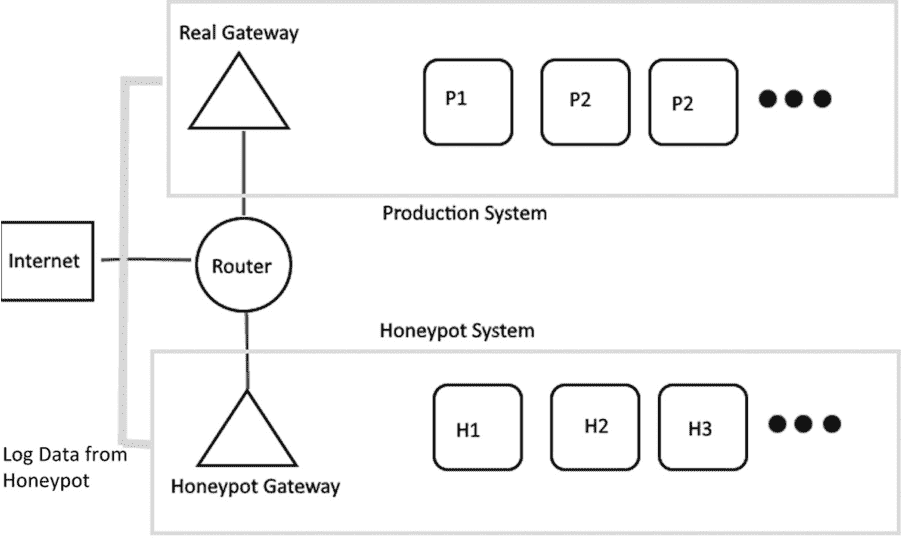 Real Gateway
P1
P2
P2
Production System
Internet
Router
Honeypot System
H1
H2
H3
Log Data from
Honeypot
Honeypot Gateway